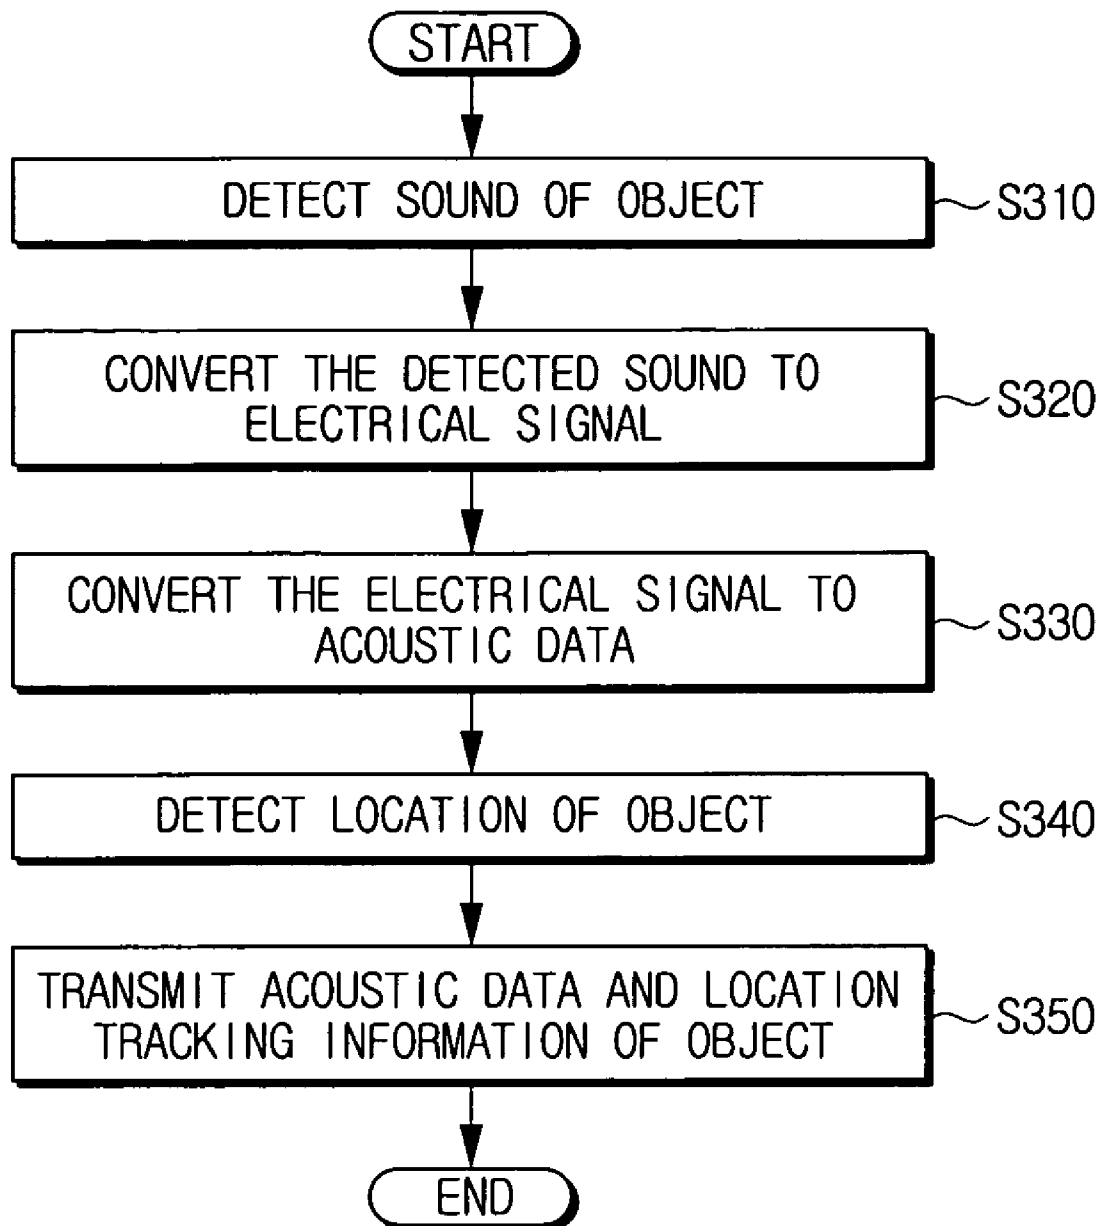 START
DETECT SOUND OF OBJECT
S310
CONVERT THE DETECTED SOUND TO
ELECTRICAL SIGNAL
S320
CONVERT THE ELECTRICAL SIGNAL TO
ACOUSTIC DATA
S330
DETECT LOCATION OF OBJECT
S340
TRANSMIT ACOUSTIC DATA AND LOCATION
TRACKING INFORMATION OF OBJECT
S350
END